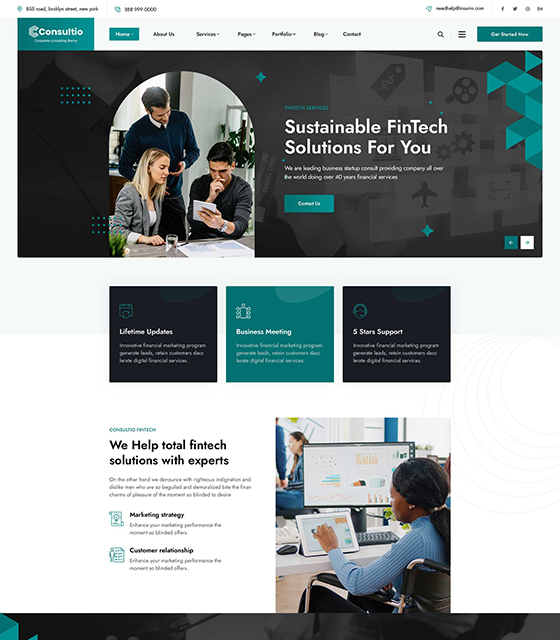 855 road, broklyn street, new york
888 999 0000
needhelp@insurin.com
Consultio
Corporate consulting theme
Home
About Us
Services
Pages
Portfolio
Blog
Contact
Get Started Now
FINTECH SERVICES
Sustainable FinTech
Solutions For You
We are leading business startup consult providing company all over
the world doing over 40 years financial services
Contact Us
Lifetime Updates
Innovative financial marketing program
generate leads, retain customers dacc
lerate digital financial services.
Business Meeting
Innovative financial marketing program
generate leads, retain customers dacc
lerate digital financial services.
5 Stars Support
Innovative financial marketing program
generate leads, retain customers dacc
lerate digital financial services.
CONSULTIO FINTECH
We Help total fintech
solutions with experts
On the other hand we denounce with righteous indignation and
dislike men who are so beguiled and demoralized bite the finan
charms of pleasure of the moment so blinded to desire
Marketing strategy
Enhance your marketing performance the
moment so blinded offers.
Customer relationship
Enhance your marketing performance the
moment so blinded offers.